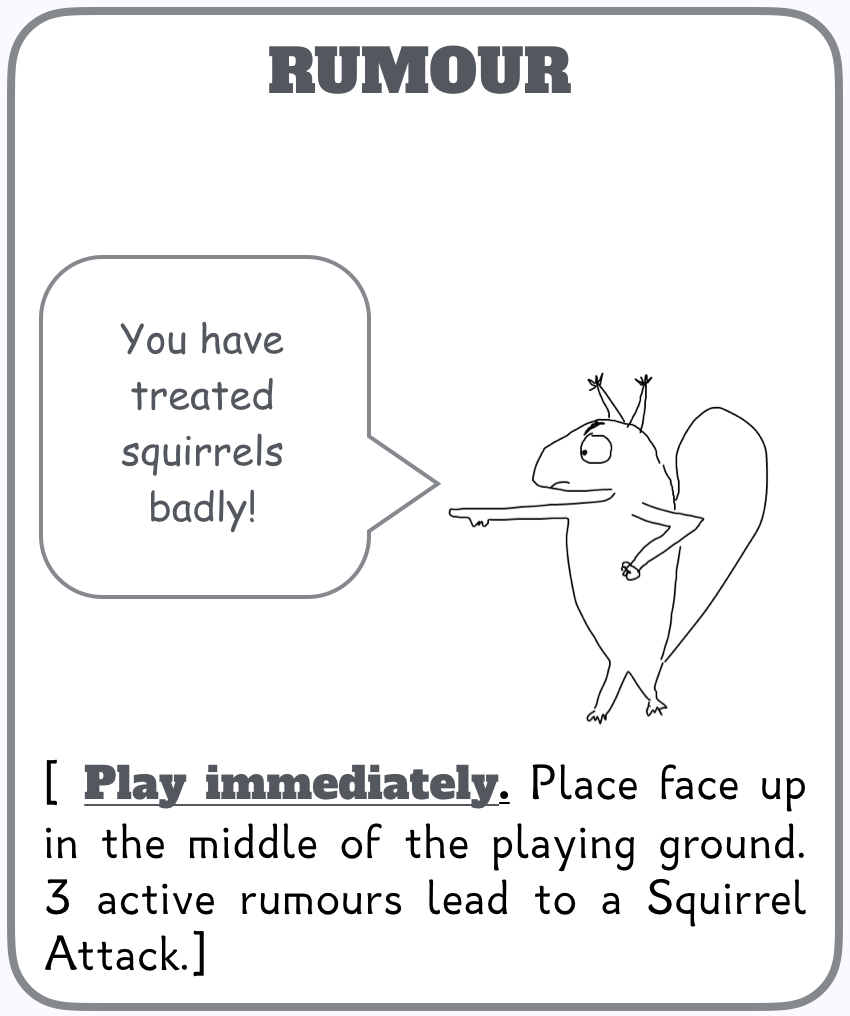 RUMOUR
You have
treated
squirrels
badly!
[ Play immediately. Place face up
in the middle of the playing ground.
3 active rumours lead to a Squirrel
Attack.]